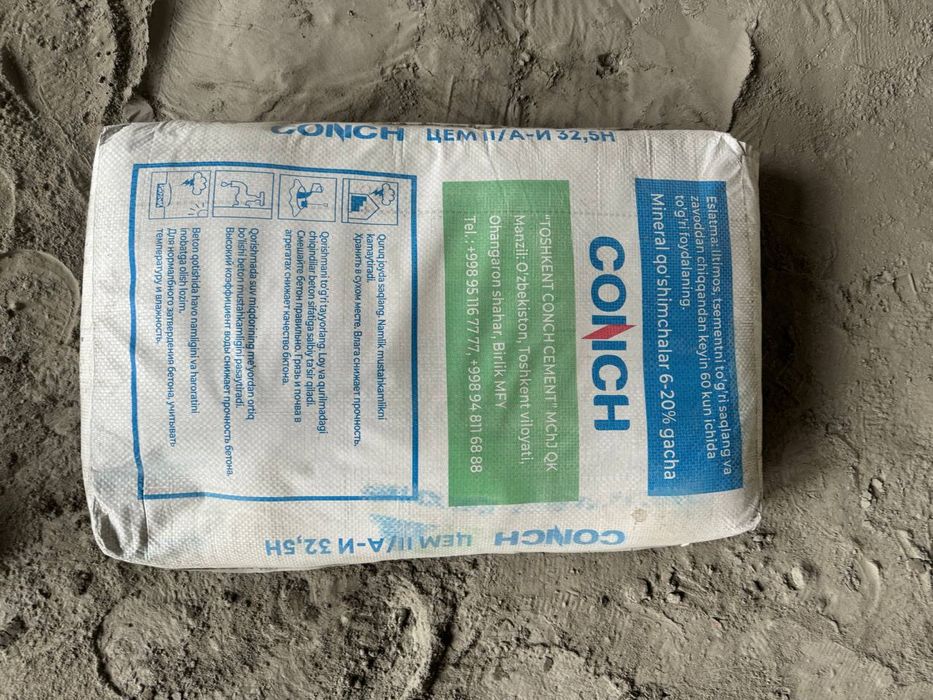 CONCH ЦЕМ II/А-И 32,5Н
Eslatma: Iltimos, tsementni to'g'ri saqlang va
zavoddan chiqqandan keyin 60 kun ichida
to'g'ri foydalaning.
Mineral qo'shimchalar 6-20% gacha
CONCH
"TOSHKENT CONCH CEMENT" MChJ QK
Manzil: O'zbekiston, Toshkent viloyati,
Ohangaron shahar, Birlik MFY
Tel.: +998 95 116 77 77, +998 94 811 68 88
Quruq joyda saqlang. Namlik mustahkamlikni
kamaytiradi.
Хранить в сухом месте. Влага снижает прочность.
Qorishmani to'g'ri tayyorlang. Loy va qurilmadagi
chiqindilar beton sifatiga salbiy ta'sir qiladi.
Смешайте бетон правильно. Грязь и почва в
агрегатах снижает качество бктона.
Qorishmada suv miqdorning me'yordan ortiq
bo'lishi beton mustahkamligini pasaytiradi.
Высокий коэффициент воды снижает прочность бетона.
Beton qotishida havo namligini va haroratini
inobatga olish lozim.
Для нормалбного затвердения бетона, учитывать
температуру и влажность.
CONCH ЦЕМ II/А-И 32,5Н